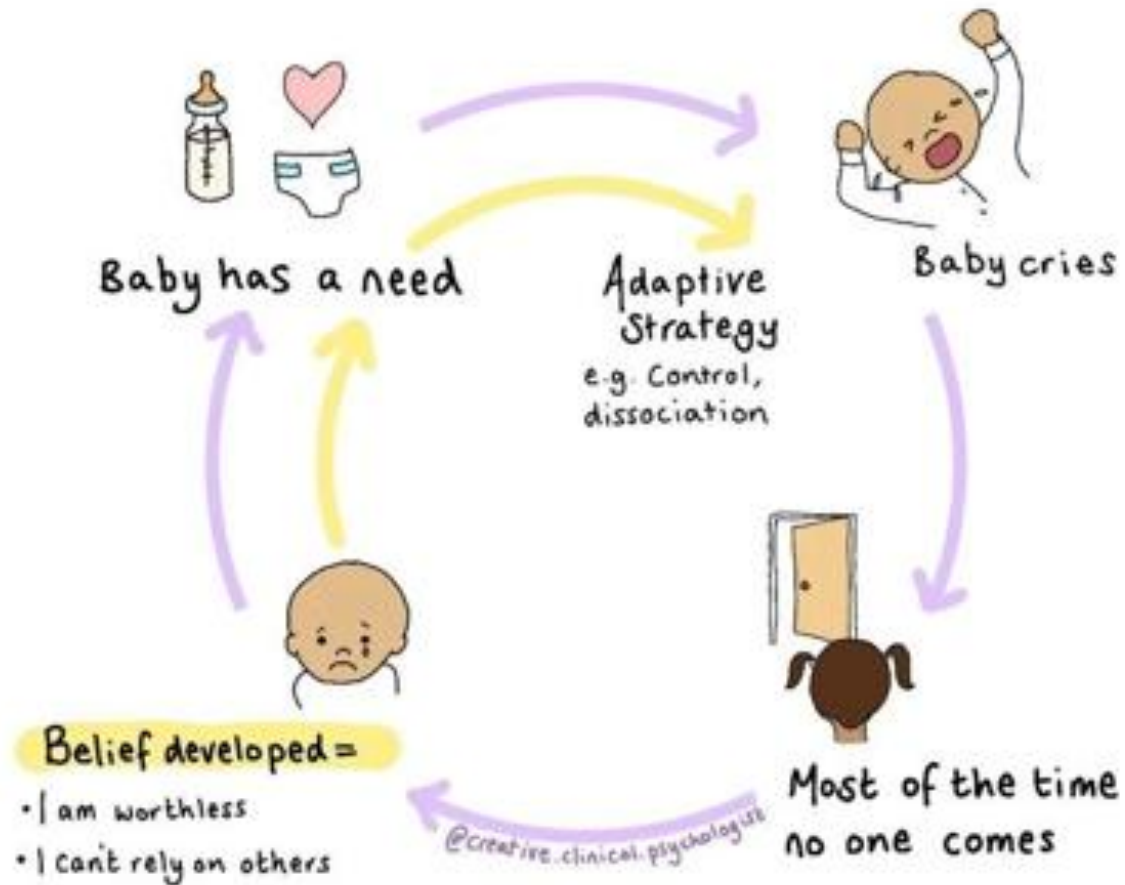 Baby has a need
Baby cries
Adaptive
Strategy
e.g. Control,
dissociation
Most of the time
no one comes
@creative.clinical.psychologist
Belief developed =
• I am worthless
• I can't rely on others